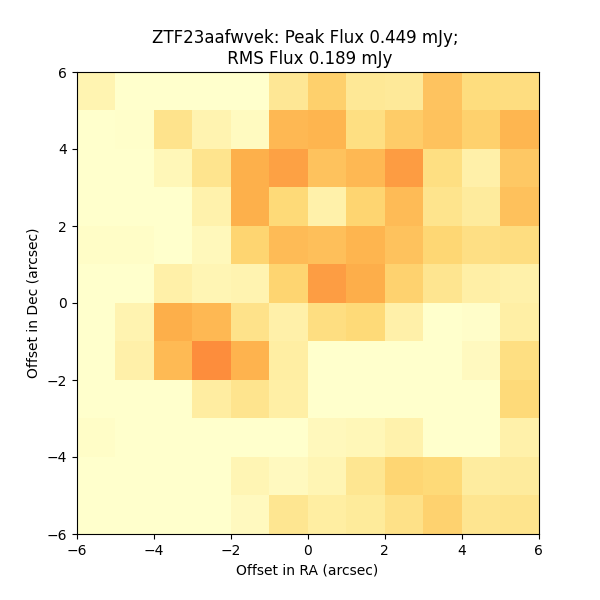 ZTF23aafwvek: Peak Flux 0.449 mJy;
RMS Flux 0.189 mJy
6
4
2
0
−2
−4
−6
Offset in Dec (arcsec)
−6 −4 −2 0 2 4 6
Offset in RA (arcsec)